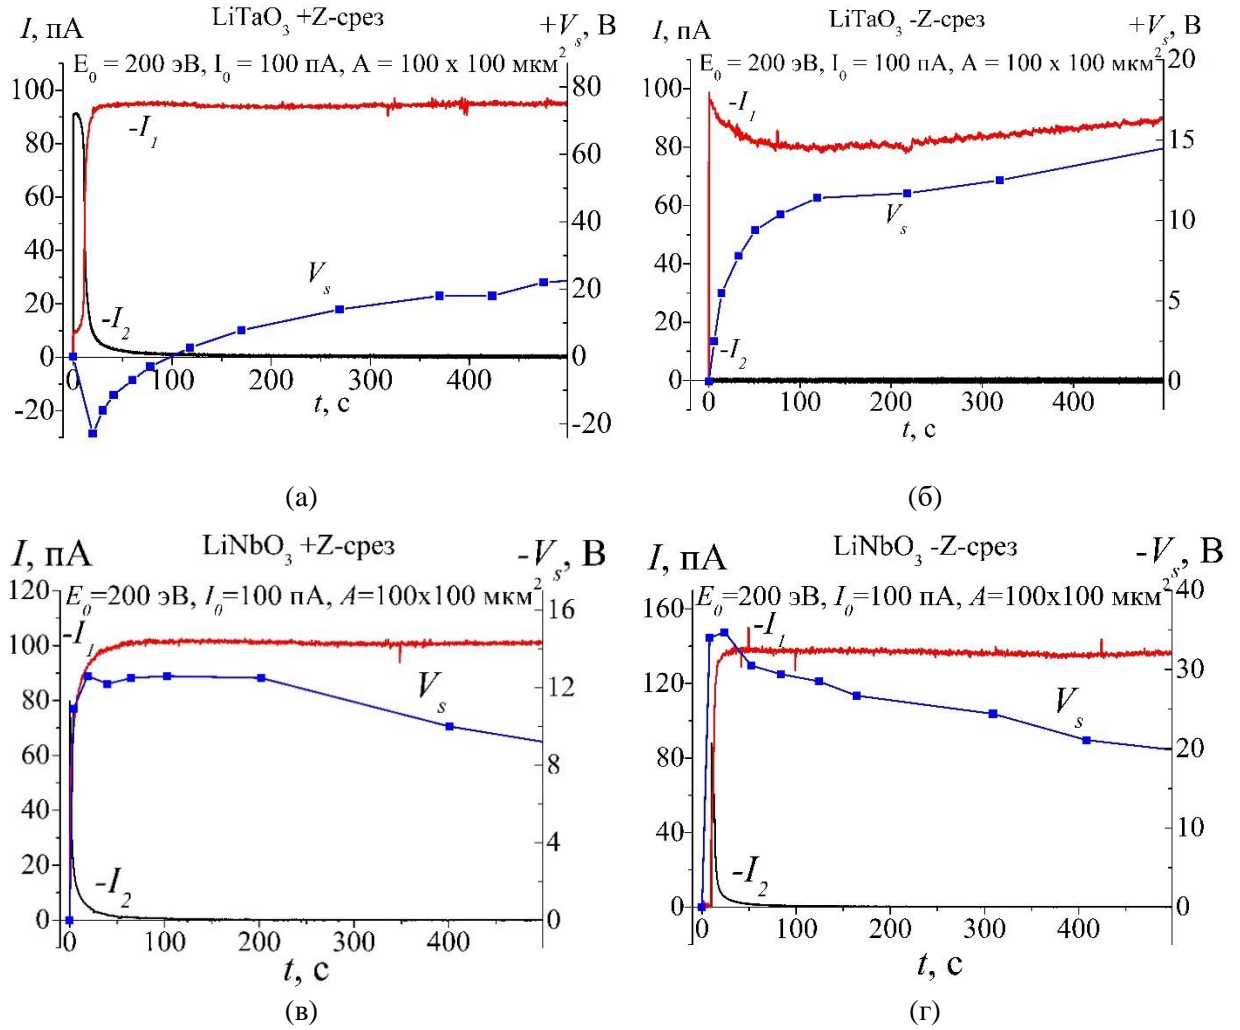 LiTaO3 +Z-срез
I, пА
+Vs, В
E0 = 200 эВ, I0 = 100 пА, A = 100 x 100 мкм2
100
80
60
40
20
0
-20
80
60
40
20
0
-20
-I1
-I2
Vs
0 100 200 300 400
t, с
(а)
LiTaO3 -Z-срез
I, пА
+Vs, В
E0 = 200 эВ, I0 = 100 пА, A = 100 x 100 мкм2
100
80
60
40
20
0
20
15
10
5
0
-I1
Vs
-I2
0 100 200 300 400
t, с
(б)
LiNbO3 +Z-срез
I, пА
-Vs, В
E0=200 эВ, I0=100 пА, A=100x100 мкм2
120
100
80
60
40
20
0
16
12
8
4
0
-I1
Vs
-I2
0 100 200 300 400
t, с
(в)
LiNbO3 -Z-срез
I, пА
-Vs, В
E0=200 эВ, I0=100 пА, A=100x100 мкм2
160
120
80
40
0
40
30
20
10
0
-I1
Vs
-I2
0 100 200 300 400
t, с
(г)